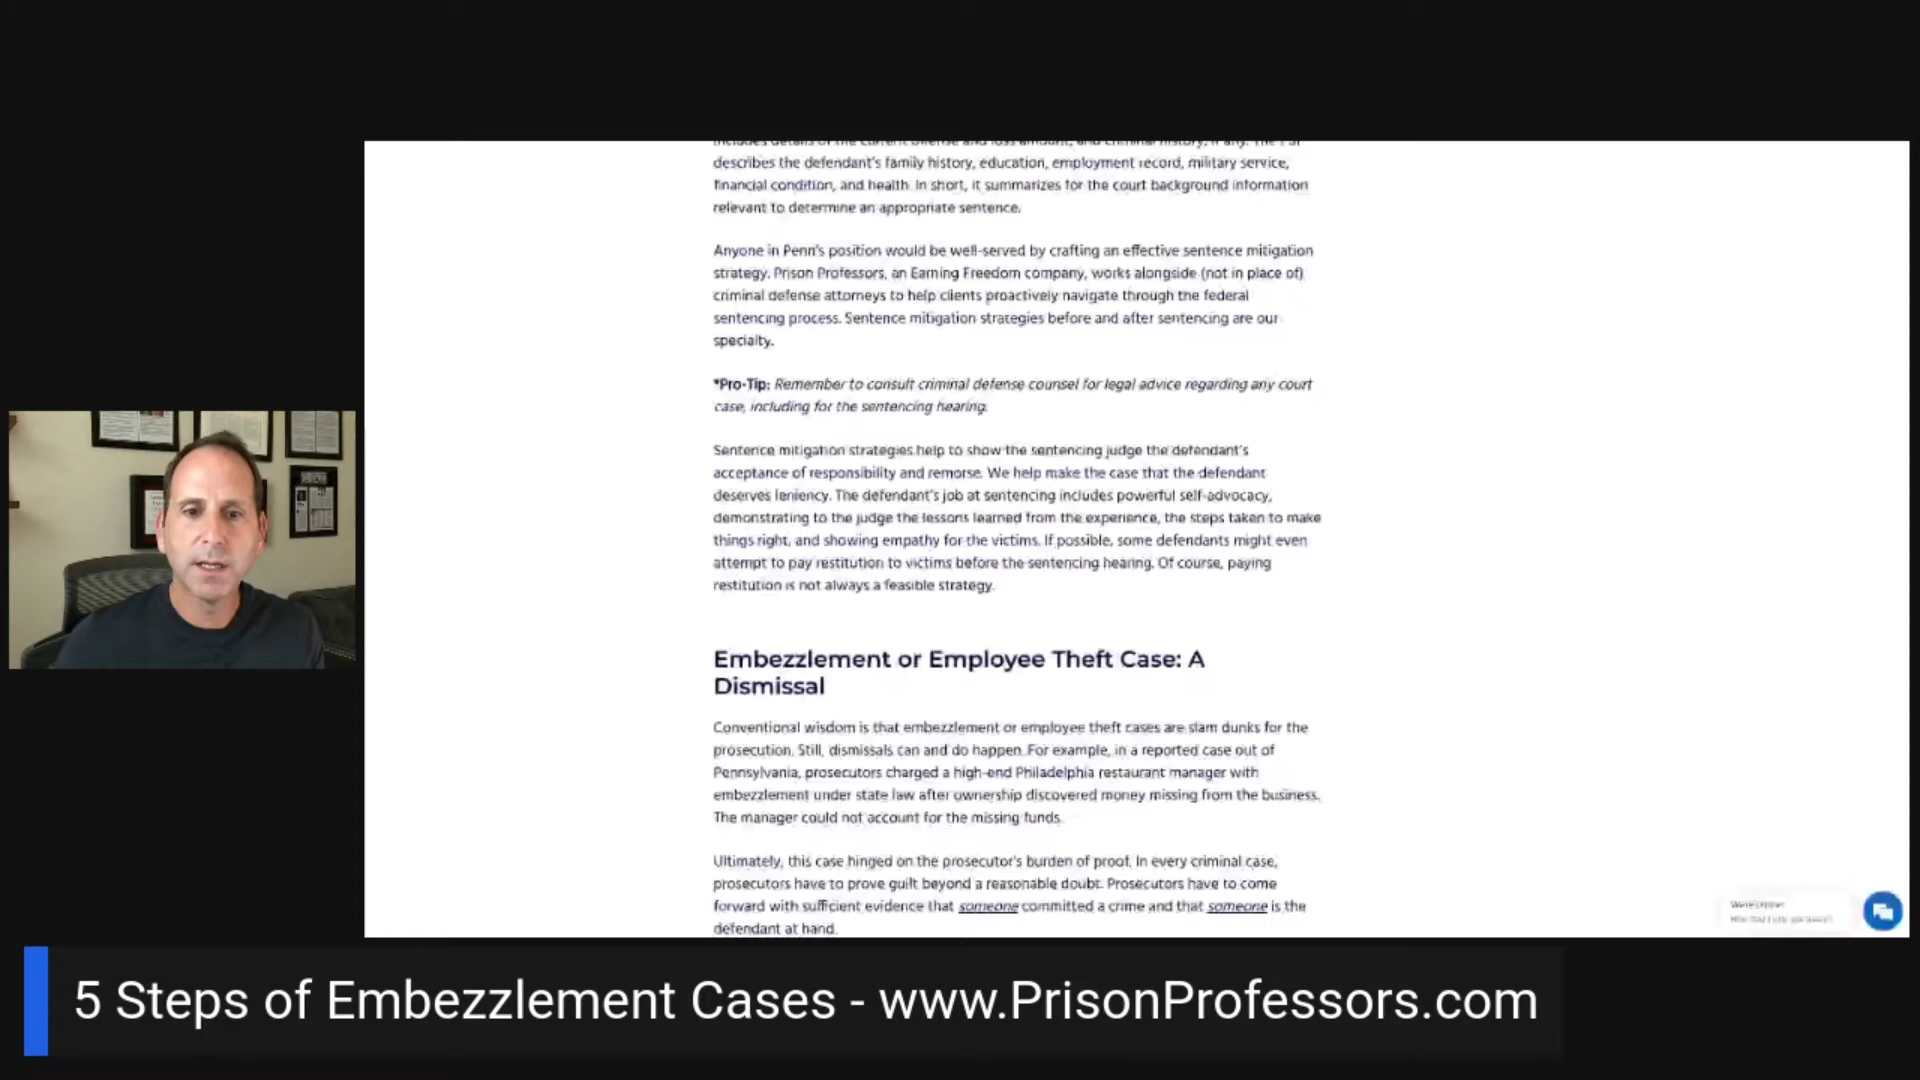 describes the defendant's family history, education, employment record, military service,
financial condition, and health. In short, it summarizes for the court background information
relevant to determine an appropriate sentence.
Anyone in Penn's position would be well-served by crafting an effective sentence mitigation
strategy. Prison Professors, an Earning Freedom company, works alongside (not in place of)
criminal defense attorneys to help clients proactively navigate through the federal
sentencing process. Sentence mitigation strategies before and after sentencing are our
specialty.
*Pro-Tip: Remember to consult criminal defense counsel for legal advice regarding any court
case, including for the sentencing hearing.
Sentence mitigation strategies help to show the sentencing judge the defendant's
acceptance of responsibility and remorse. We help make the case that the defendant
deserves leniency. The defendant's job at sentencing includes powerful self-advocacy,
demonstrating to the judge the lessons learned from the experience, the steps taken to make
things right, and showing empathy for the victims. If possible, some defendants might even
attempt to pay restitution to victims before the sentencing hearing. Of course, paying
restitution is not always a feasible strategy.
Embezzlement or Employee Theft Case: A
Dismissal
Conventional wisdom is that embezzlement or employee theft cases are slam dunks for the
prosecution. Still, dismissals can and do happen. For example, in a reported case out of
Pennsylvania, prosecutors charged a high-end Philadelphia restaurant manager with
embezzlement under state law after ownership discovered money missing from the business.
The manager could not account for the missing funds.
Ultimately, this case hinged on the prosecutor's burden of proof. In every criminal case,
prosecutors have to prove guilt beyond a reasonable doubt. Prosecutors have to come
forward with sufficient evidence that someone committed a crime and that someone is the
defendant at hand.
5 Steps of Embezzlement Cases - www.PrisonProfessors.com